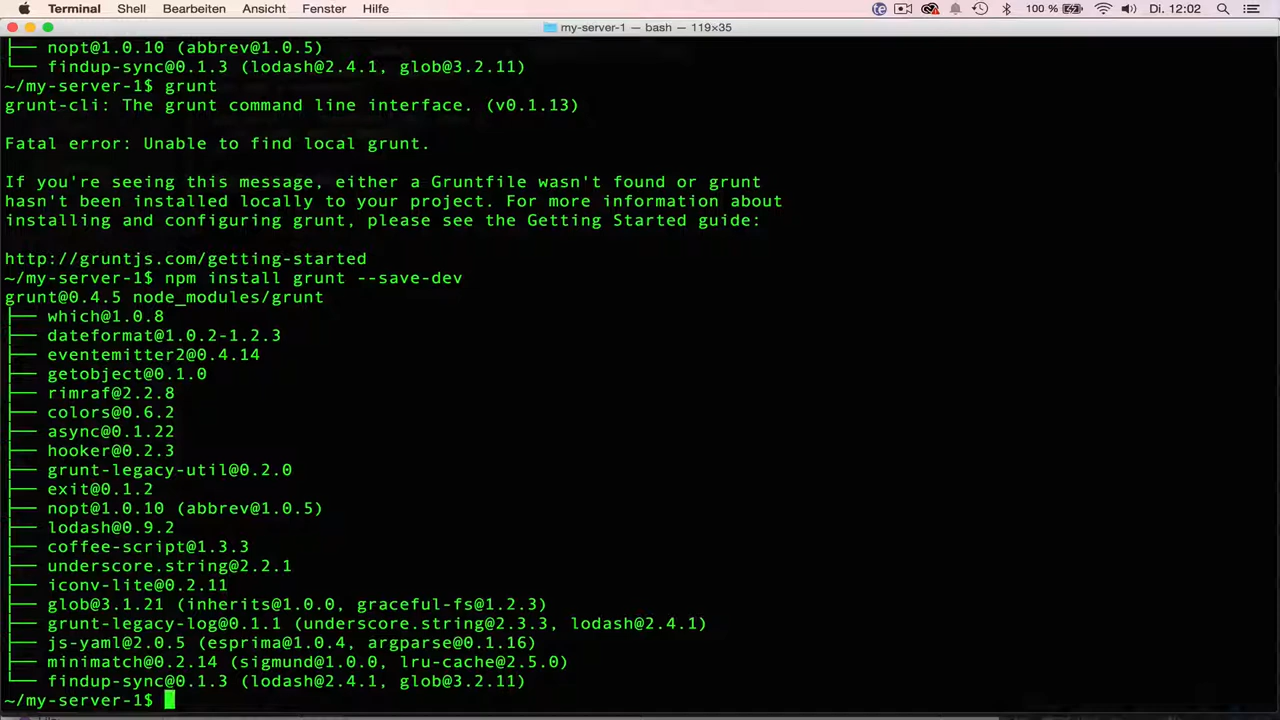 Terminal Shell Bearbeiten Ansicht Fenster Hilfe 100 % Di. 12:02
my-server-1 — bash — 119×35
├── nopt@1.0.10 (abbrev@1.0.5)
└── findup-sync@0.1.3 (lodash@2.4.1, glob@3.2.11)
~/my-server-1$ grunt
grunt-cli: The grunt command line interface. (v0.1.13)
Fatal error: Unable to find local grunt.
If you're seeing this message, either a Gruntfile wasn't found or grunt
hasn't been installed locally to your project. For more information about
installing and configuring grunt, please see the Getting Started guide:
http://gruntjs.com/getting-started
~/my-server-1$ npm install grunt --save-dev
grunt@0.4.5 node_modules/grunt
├── which@1.0.8
├── dateformat@1.0.2-1.2.3
├── eventemitter2@0.4.14
├── getobject@0.1.0
├── rimraf@2.2.8
├── colors@0.6.2
├── async@0.1.22
├── hooker@0.2.3
├── grunt-legacy-util@0.2.0
├── exit@0.1.2
├── nopt@1.0.10 (abbrev@1.0.5)
├── lodash@0.9.2
├── coffee-script@1.3.3
├── underscore.string@2.2.1
├── iconv-lite@0.2.11
├── glob@3.1.21 (inherits@1.0.0, graceful-fs@1.2.3)
├── grunt-legacy-log@0.1.1 (underscore.string@2.3.3, lodash@2.4.1)
├── js-yaml@2.0.5 (esprima@1.0.4, argparse@0.1.16)
├── minimatch@0.2.14 (sigmund@1.0.0, lru-cache@2.5.0)
└── findup-sync@0.1.3 (lodash@2.4.1, glob@3.2.11)
~/my-server-1$